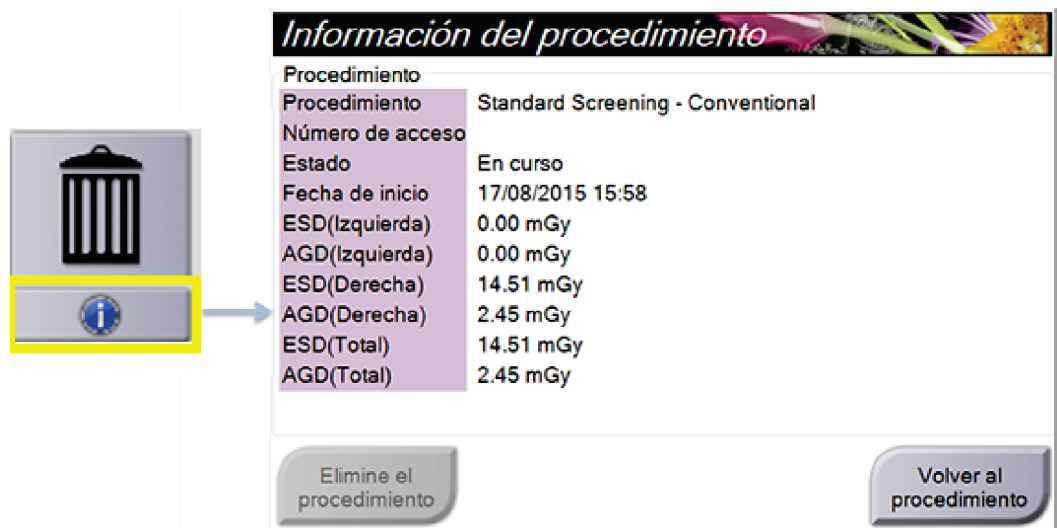 Información del procedimiento
Procedimiento
Procedimiento Standard Screening - Conventional
Número de acceso
Estado En curso
Fecha de inicio 17/08/2015 15:58
ESD(Izquierda) 0.00 mGy
AGD(Izquierda) 0.00 mGy
ESD(Derecha) 14.51 mGy
AGD(Derecha) 2.45 mGy
ESD(Total) 14.51 mGy
AGD(Total) 2.45 mGy
Elimine el
procedimiento
Volver al
procedimiento